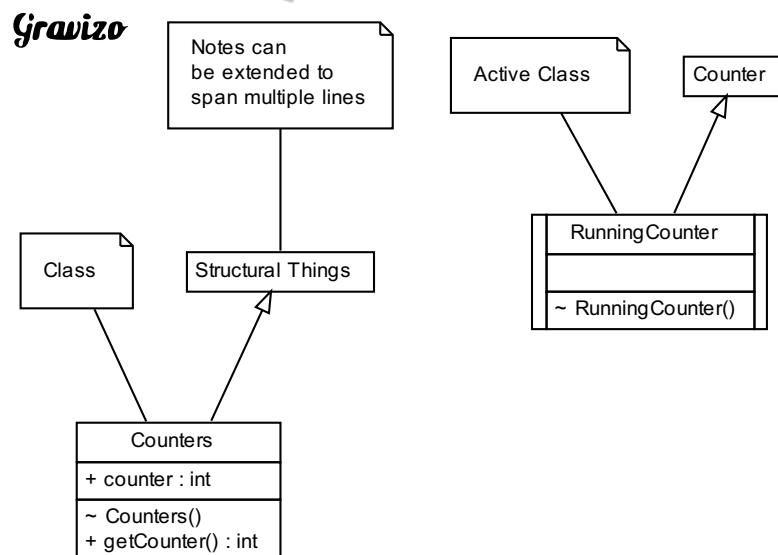 Gravizo
Notes can
be extended to
span multiple lines
Active Class
Counter
Class
Structural Things
RunningCounter
~ RunningCounter()
Counters
+ counter : int
~ Counters()
+ getCounter() : int